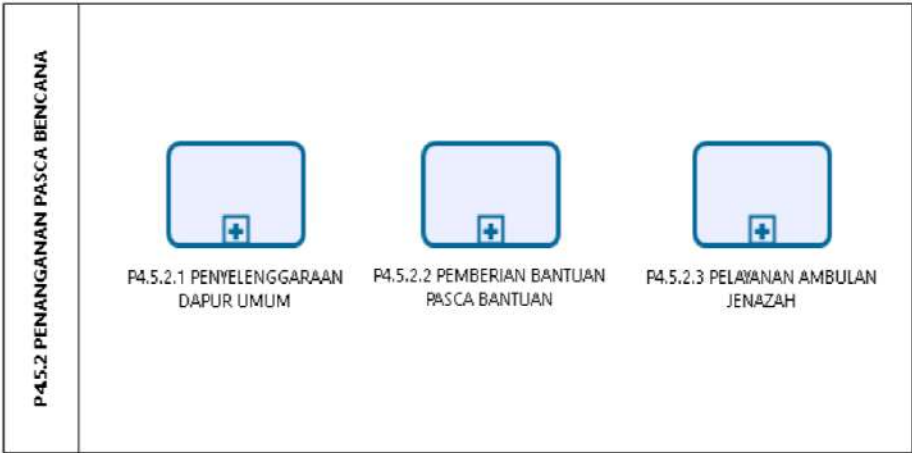 P4.5.2 PENANGANAN PASCA BENCANA
P4.5.2.1 PENYELENGGARAAN
DAPUR UMUM
P4.5.2.2 PEMBERIAN BANTUAN
PASCA BANTUAN
P4.5.2.3 PELAYANAN AMBULAN
JENAZAH